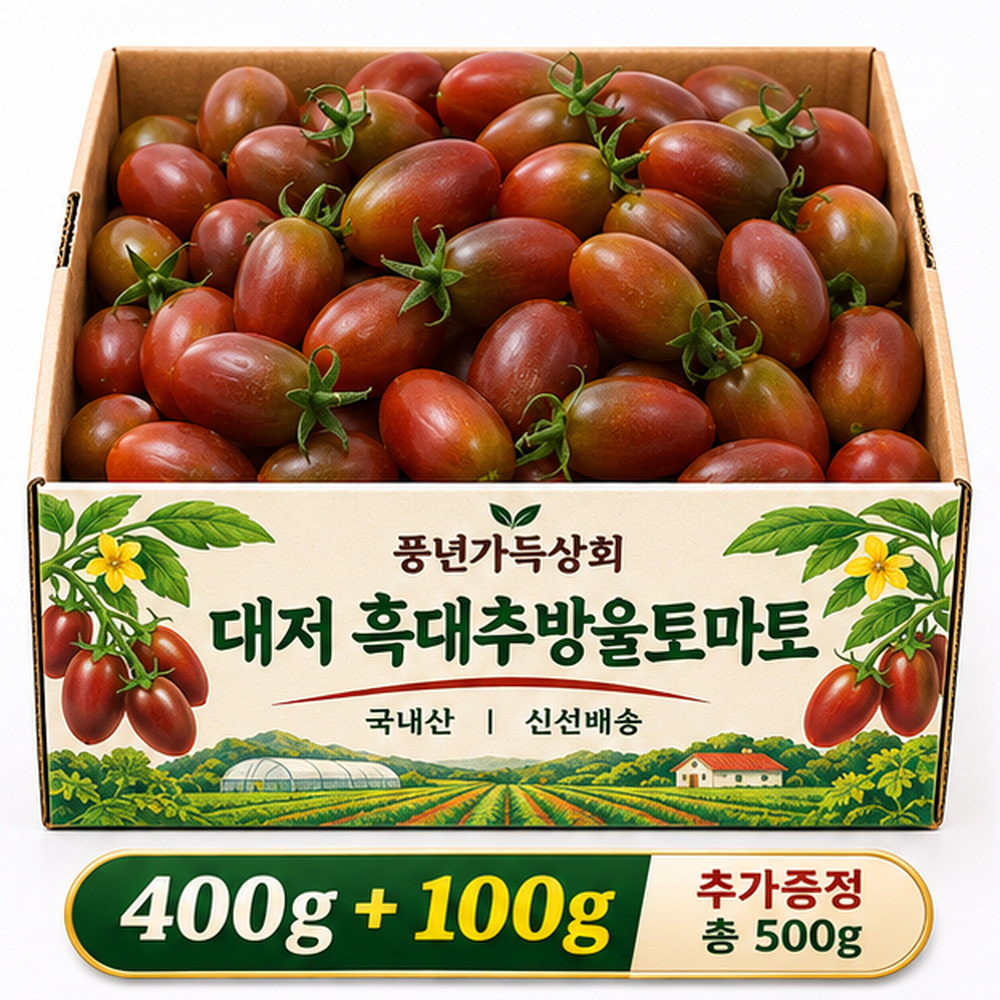 풍년가득상회
대저 흑대추방울토마토
국내산 | 신선배송
400g + 100g
추가증정
총 500g